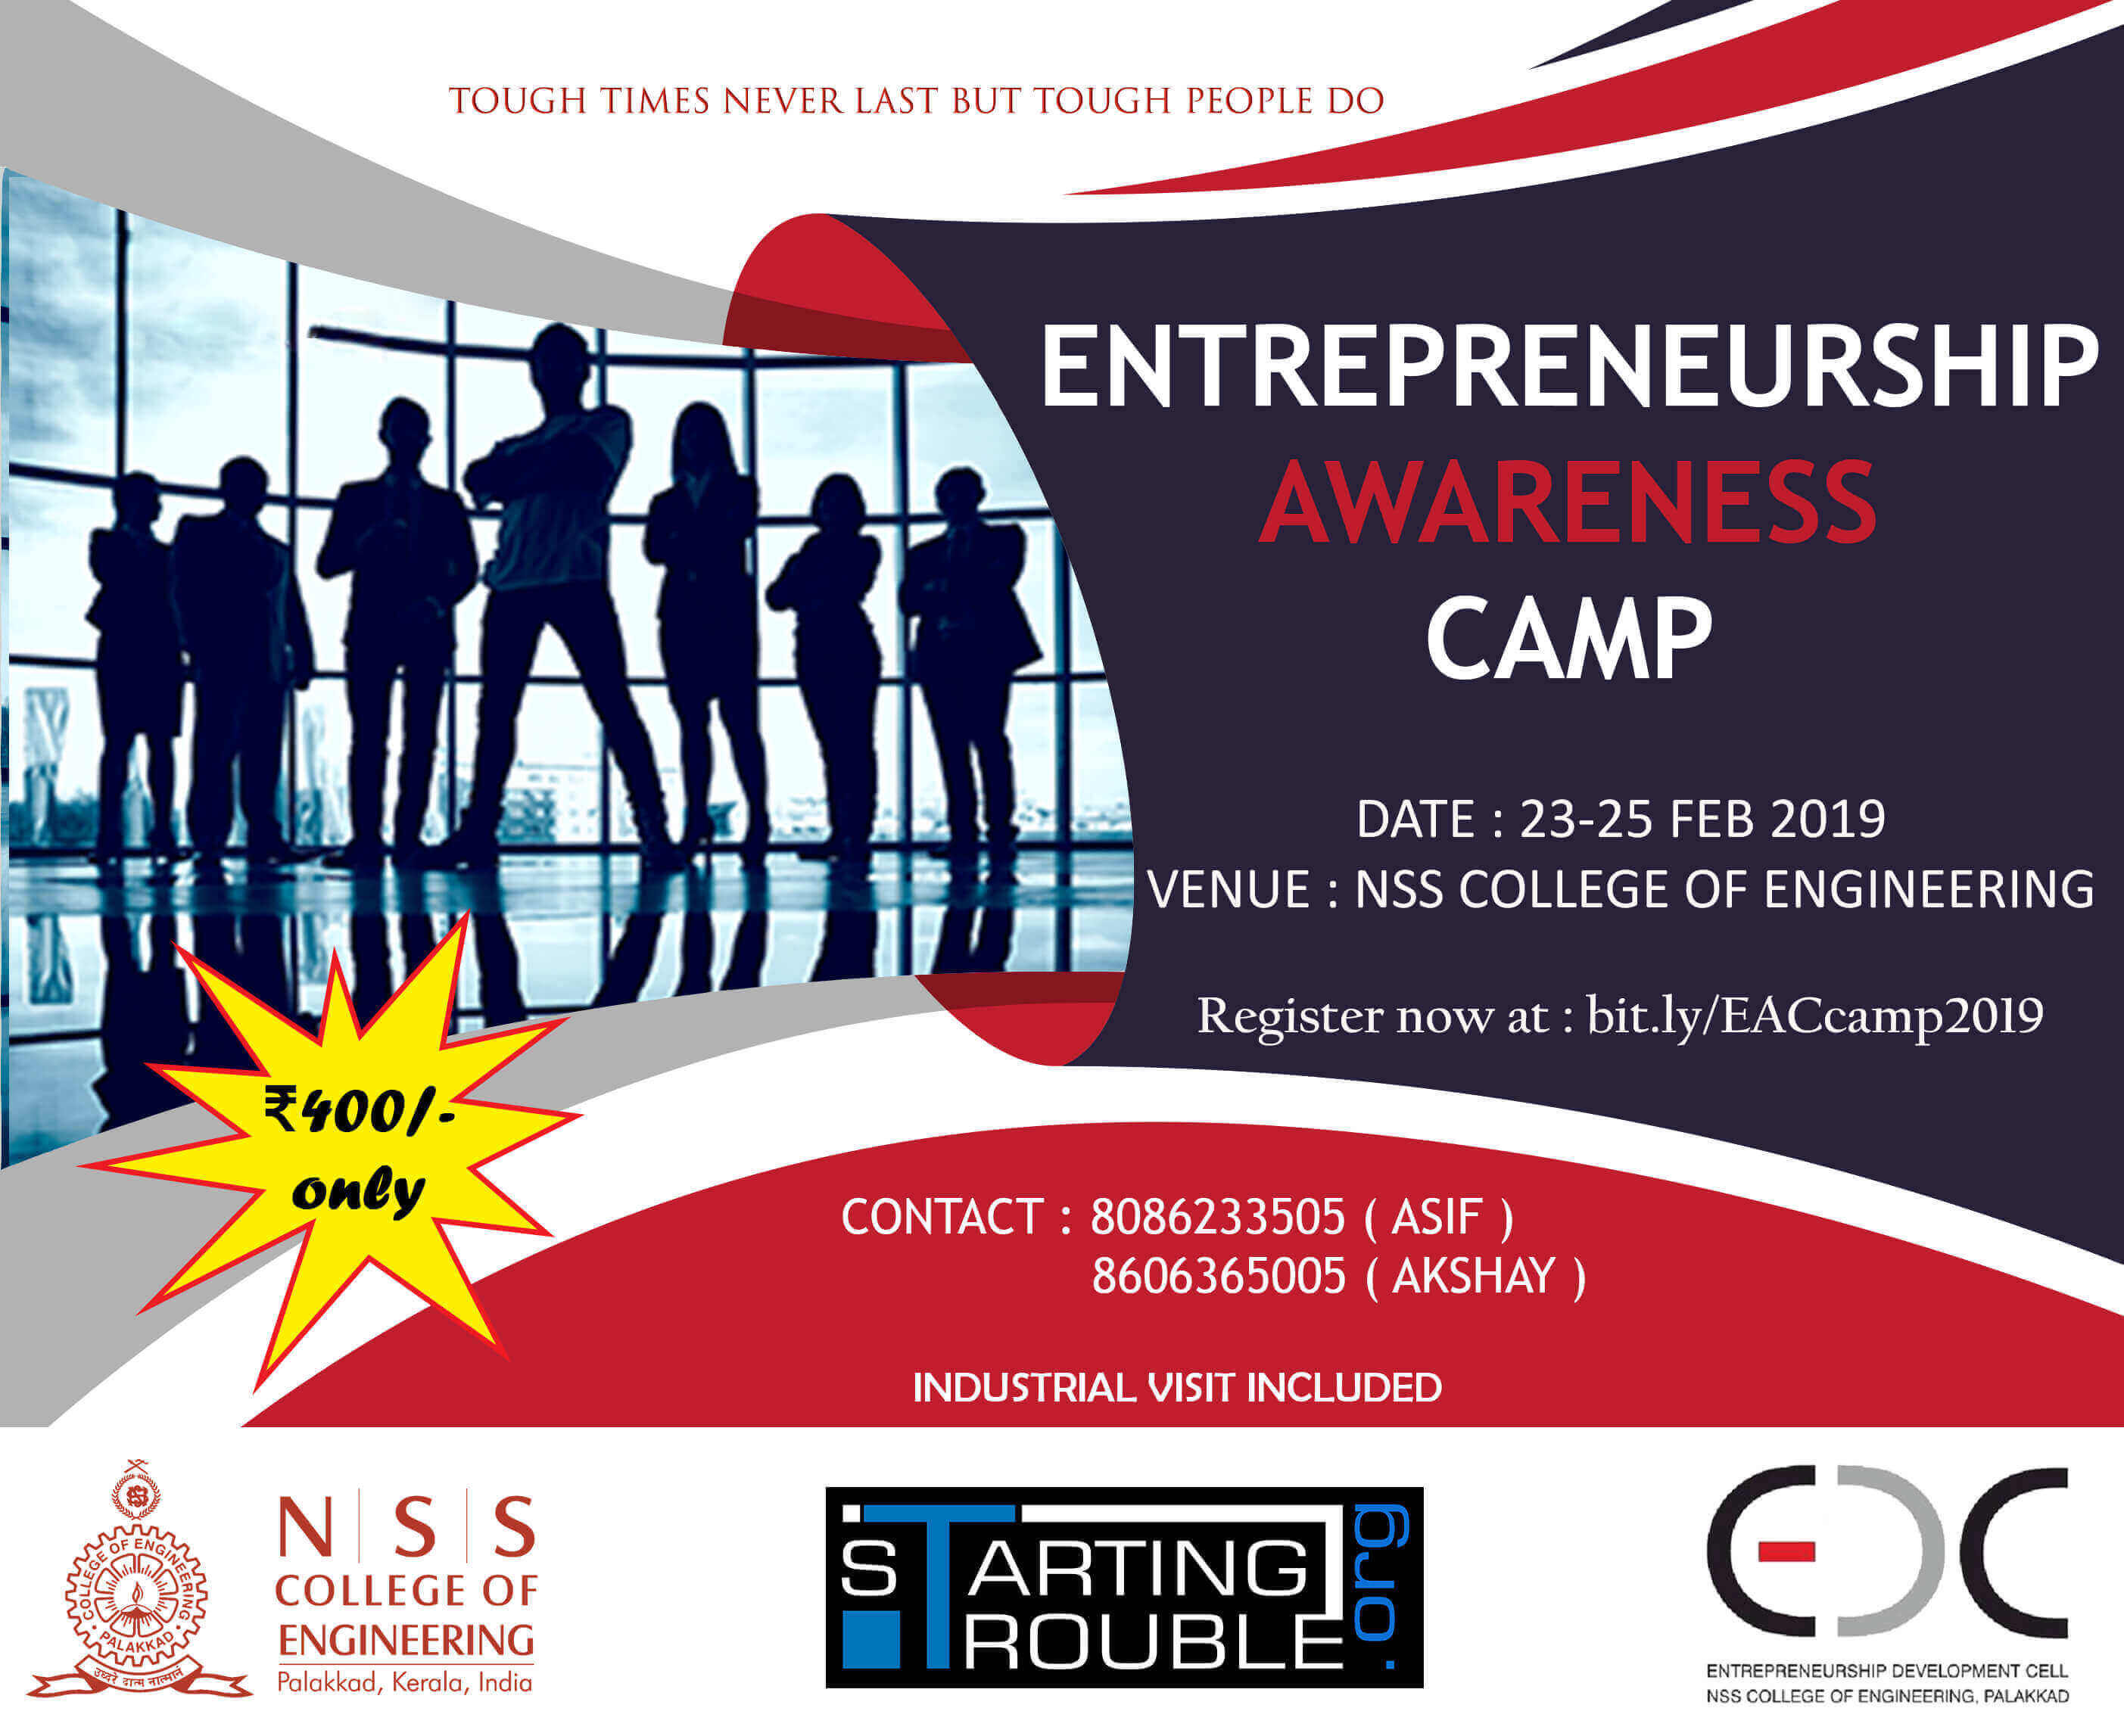 TOUGH TIMES NEVER LAST BUT TOUGH PEOPLE DO
ENTREPRENEURSHIP
AWARENESS
CAMP
DATE : 23-25 FEB 2019
VENUE : NSS COLLEGE OF ENGINEERING
Register now at : bit.ly/EACcamp2019
₹400/-
only
CONTACT : 8086233505 ( ASIF )
8606365005 ( AKSHAY )
INDUSTRIAL VISIT INCLUDED
COLLEGE OF ENGINEERING
PALAKKAD
N S S
COLLEGE OF
ENGINEERING
Palakkad, Kerala, India
sTARTING
TROUBLE
.org
EDC
ENTREPRENEURSHIP DEVELOPMENT CELL
NSS COLLEGE OF ENGINEERING, PALAKKAD